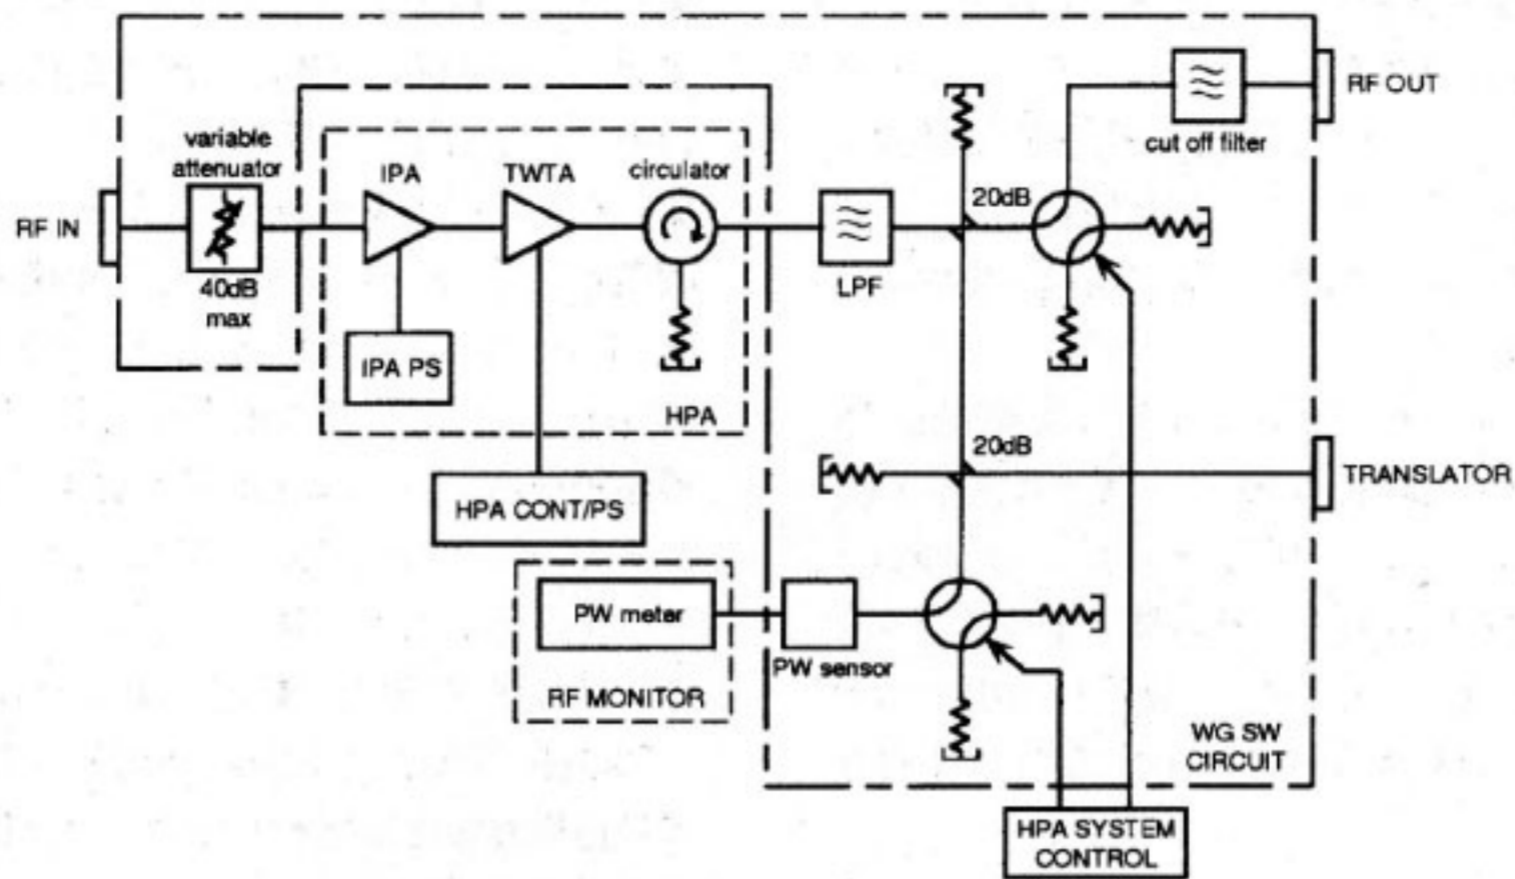 RF OUT
cut off filter
variable
attenuator
IPA
TWTA
circulator
20dB
RF IN
40dB
max
LPF
IPA PS
HPA
20dB
TRANSLATOR
HPA CONT/PS
PW meter
PW sensor
RF MONITOR
WG SW
CIRCUIT
HPA SYSTEM
CONTROL